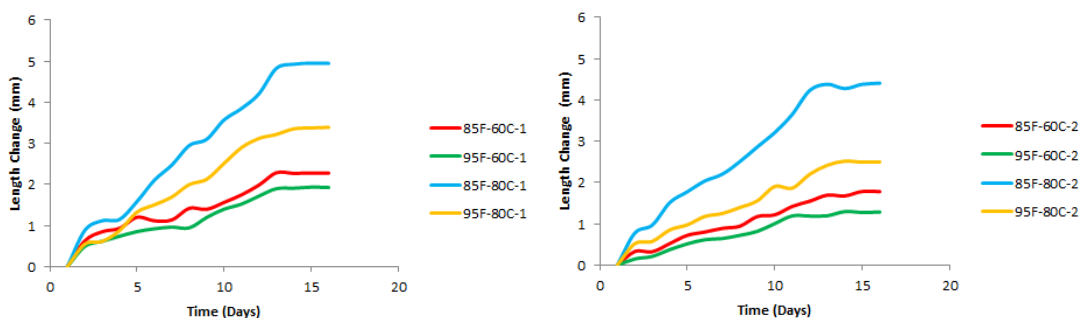 6
5
4
3
2
1
0
Length Change (mm)
0 5 10 15 20
Time (Days)
85F-60C-1
95F-60C-1
85F-80C-1
95F-80C-1
6
5
4
3
2
1
0
Length Change (mm)
0 5 10 15 20
Time (Days)
85F-60C-2
95F-60C-2
85F-80C-2
95F-80C-2